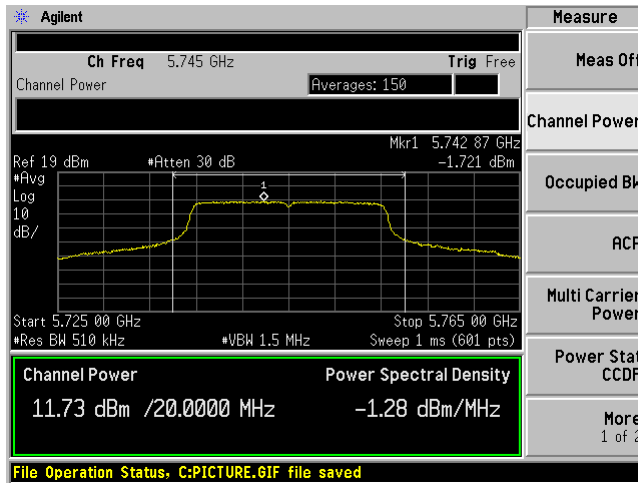 Agilent
Measure
Ch Freq 5.745 GHz Trig Free
Meas Off
Channel Power Averages: 150
Channel Power
Mkr1 5.742 87 GHz
Ref 19 dBm #Atten 30 dB -1.721 dBm
#Avg
Log
10
dB/
1
Occupied BW
ACP
Multi Carrier
Power
Start 5.725 00 GHz Stop 5.765 00 GHz
#Res BW 510 kHz #VBW 1.5 MHz Sweep 1 ms (601 pts)
Power Stat
CCDF
Channel Power Power Spectral Density
11.73 dBm /20.0000 MHz -1.28 dBm/MHz
More
1 of 2
File Operation Status, C:PICTURE.GIF file saved